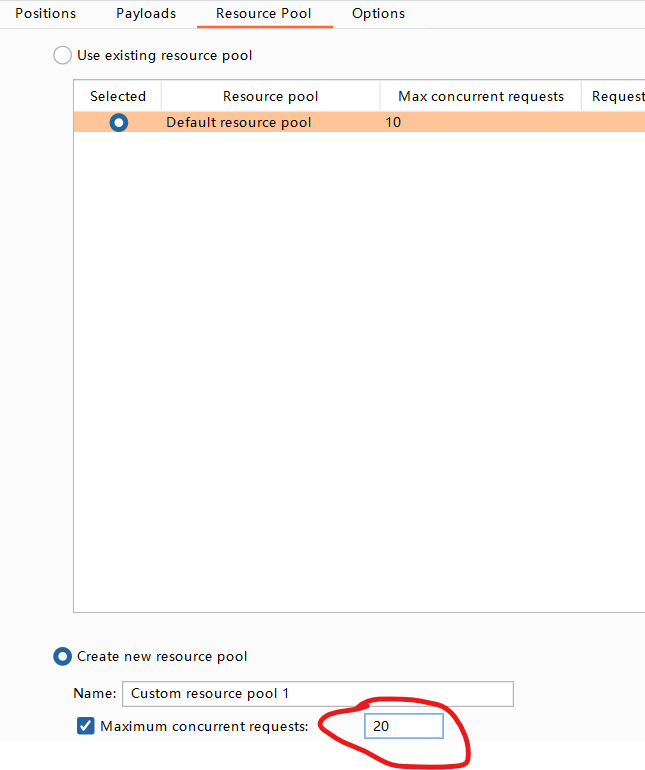 Positions Payloads Resource Pool Options
Use existing resource pool
Selected Resource pool Max concurrent requests Request
Default resource pool 10
Create new resource pool
Name: Custom resource pool 1
Maximum concurrent requests: 20